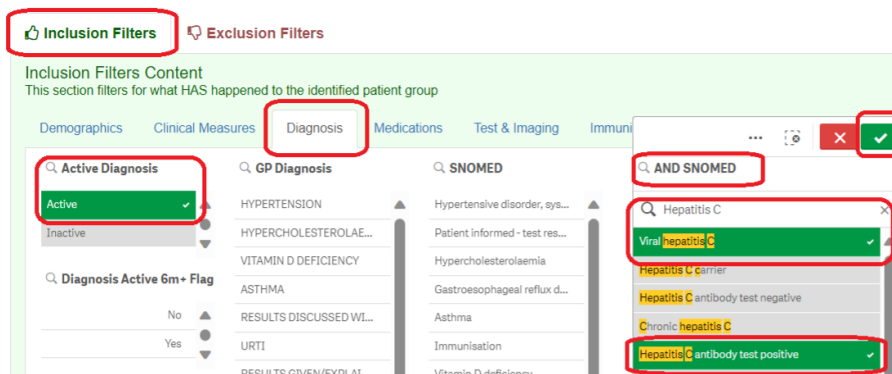 Inclusion Filters
Exclusion Filters
Inclusion Filters Content
This section filters for what HAS happened to the identified patient group
Demographics
Clinical Measures
Diagnosis
Medications
Test & Imaging
Immuni
Active Diagnosis
Active
Inactive
Diagnosis Active 6m+ Flag
No
Yes
GP Diagnosis
HYPERTENSION
HYPERCHOLESTEROLAE...
VITAMIN D DEFICIENCY
ASTHMA
RESULTS DISCUSSED WI...
URTI
RESULTS GIVEN/EXPLAI
SNOMED
Hypertensive disorder, sys...
Patient informed - test res...
Hypercholesterolaemia
Gastroesophageal reflux d...
Asthma
Immunisation
Vitamin D deficiency
AND SNOMED
Hepatitis C
Viral hepatitis C
Hepatitis C carrier
Hepatitis C antibody test negative
Chronic hepatitis C
Hepatitis C antibody test positive